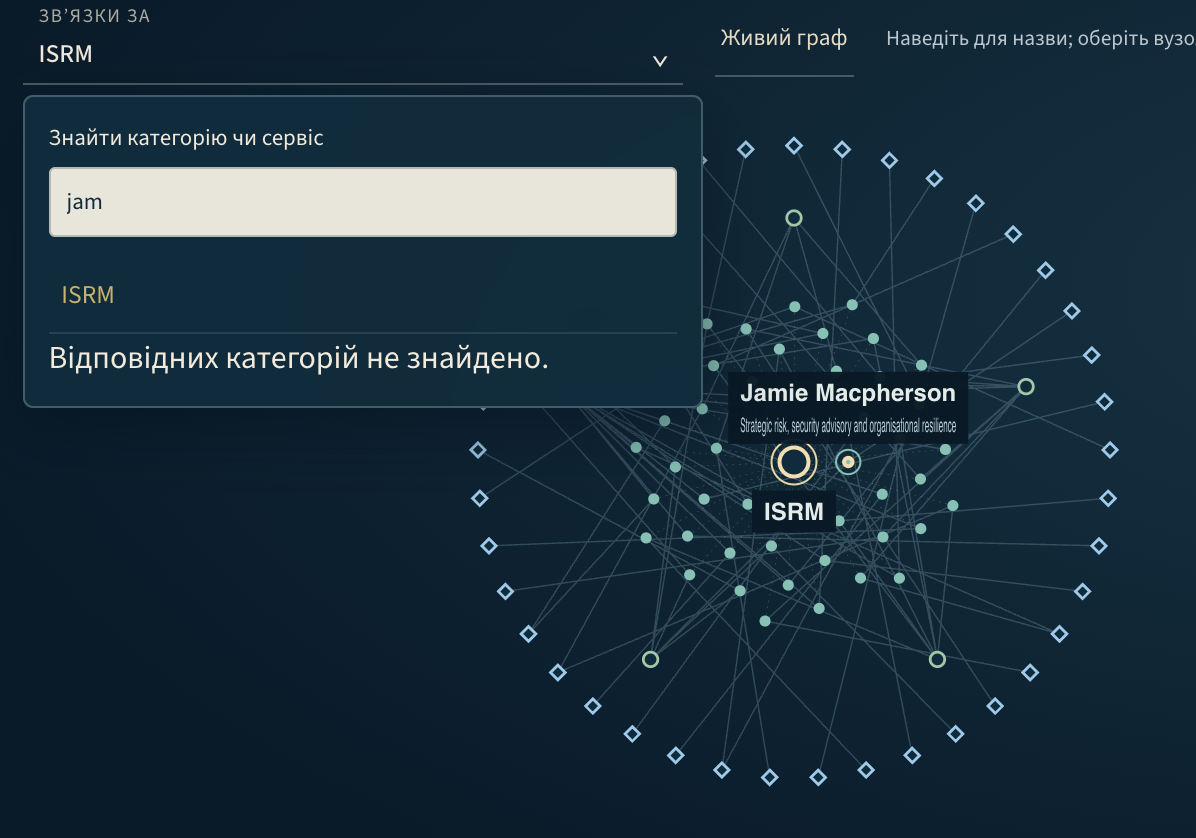 ЗВ’ЯЗКИ ЗА
ISRM
Живий граф
Наведіть для назви; оберіть вузо
Знайти категорію чи сервіс
jam
ISRM
Відповідних категорій не знайдено.
Jamie Macpherson
Strategic risk, security advisory and organisational resilience
ISRM